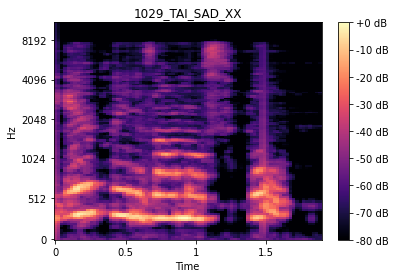 1029_TAI_SAD_XX
8192
4096
2048
1024
512
0
Hz
0
0.5
1
1.5
Time
+0 dB
-10 dB
-20 dB
-30 dB
-40 dB
-50 dB
-60 dB
-70 dB
-80 dB